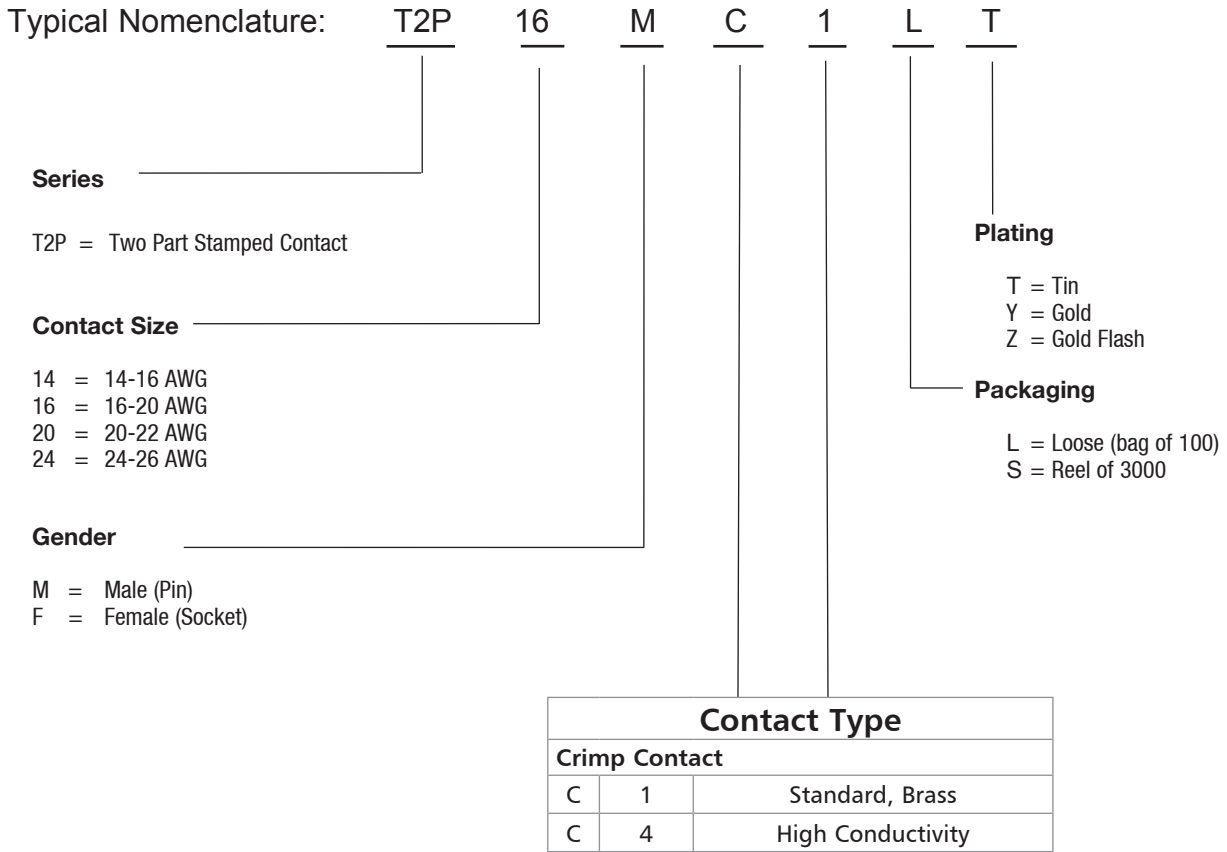 Typical Nomenclature: T2P 16 M C 1 L T
Series
T2P = Two Part Stamped Contact
Contact Size
14 = 14-16 AWG
16 = 16-20 AWG
20 = 20-22 AWG
24 = 24-26 AWG
Gender
M = Male (Pin)
F = Female (Socket)
Plating
T = Tin
Y = Gold
Z = Gold Flash
Packaging
L = Loose (bag of 100)
S = Reel of 3000
Contact Type
Crimp Contact
C 1 Standard, Brass
C 4 High Conductivity